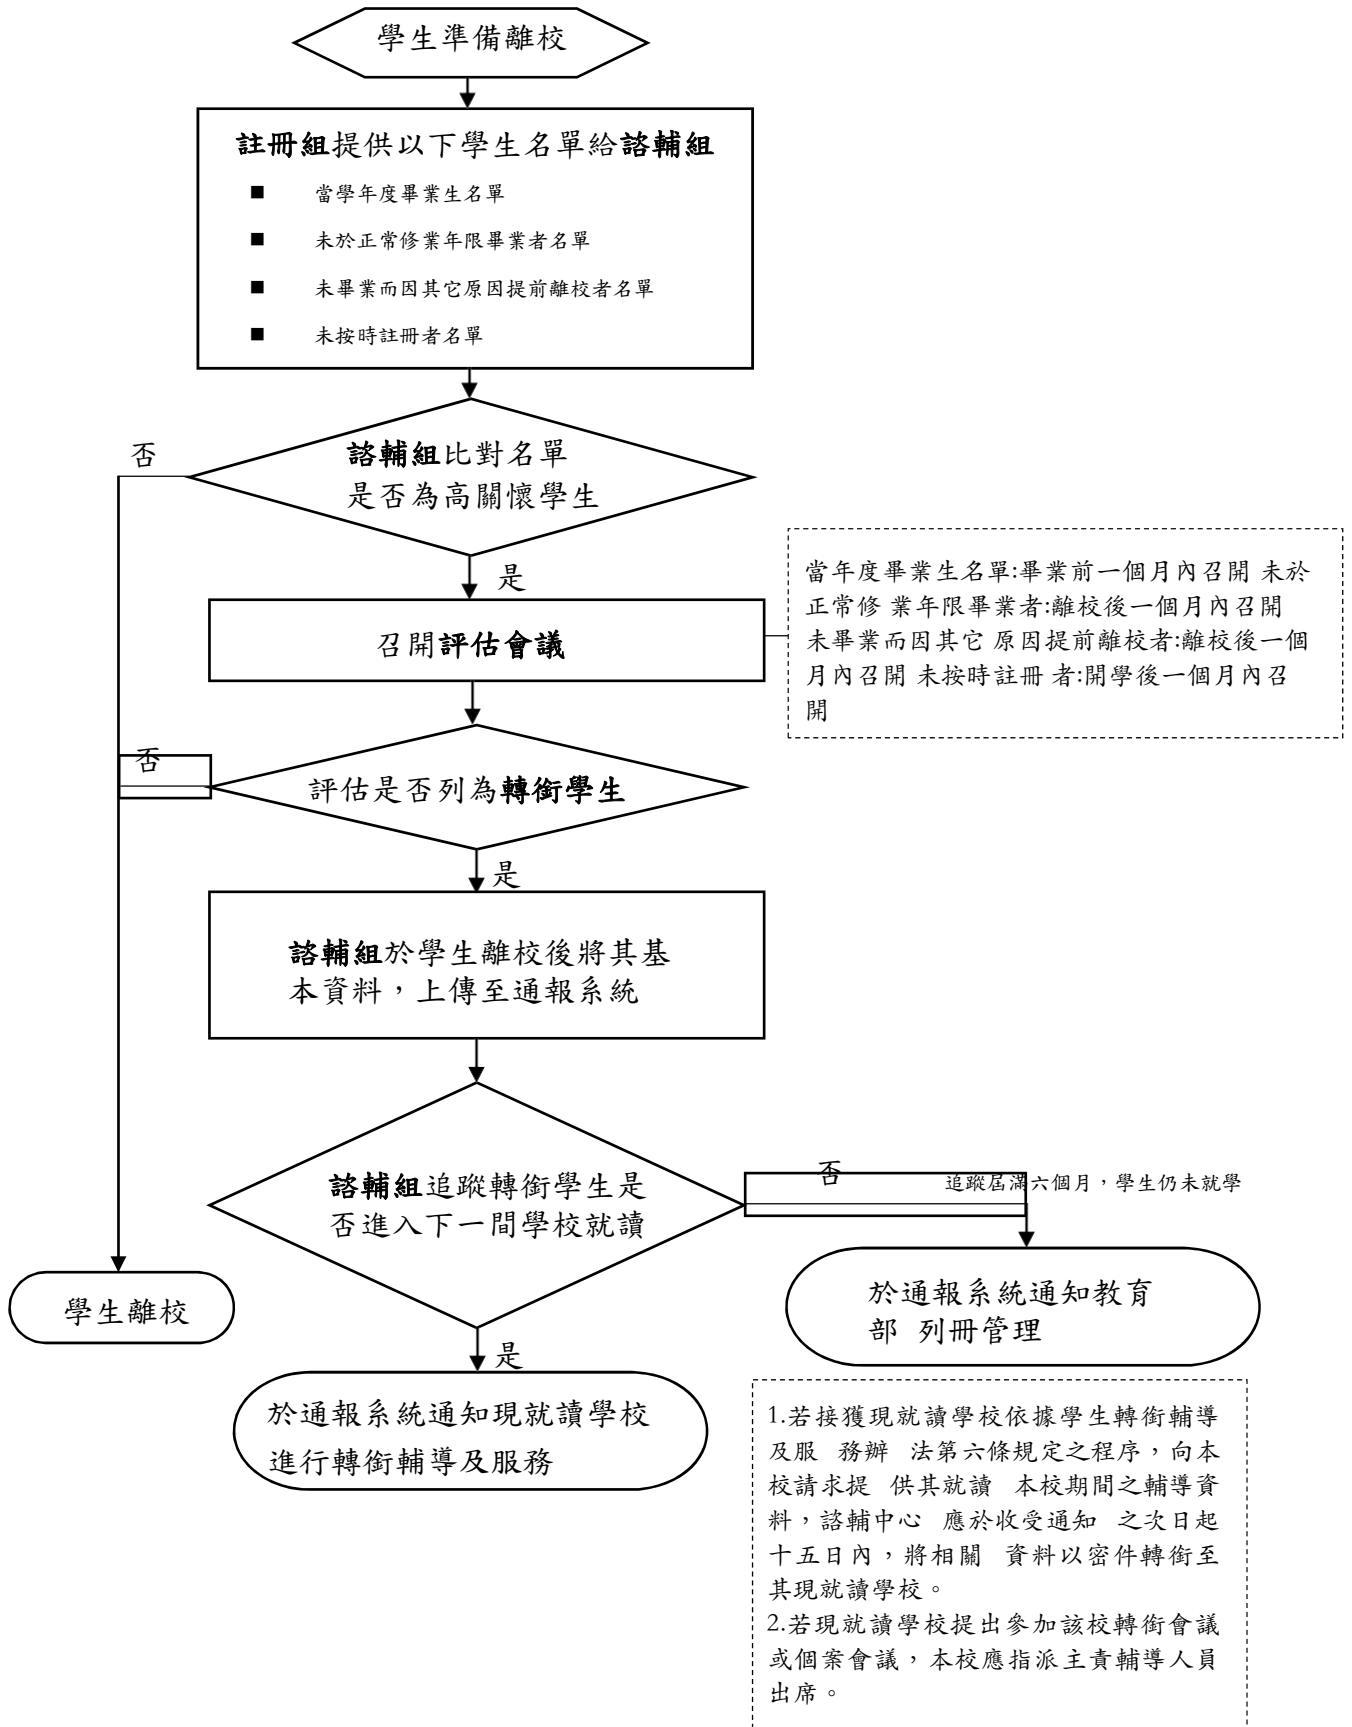 學生準備離校
註冊組提供以下學生名單給諮輔組
■ 當學年度畢業生名單
■ 未於正常修業年限畢業者名單
■ 未畢業而因其它原因提前離校者名單
■ 未按時註冊者名單
否
諮輔組比對名單
是否為高關懷學生
是
當年度畢業生名單:畢業前一個月內召開 未於
正常修 業年限畢業者:離校後一個月內召開
未畢業而因其它 原因提前離校者:離校後一個
月內召開 未按時註冊 者:開學後一個月內召
開
召開評估會議
否
評估是否列為轉銜學生
是
諮輔組於學生離校後將其基
本資料，上傳至通報系統
諮輔組追蹤轉銜學生是
否進入下一間學校就讀
否
追蹤屆滿六個月，學生仍未就學
學生離校
於通報系統通知教育
部 列冊管理
是
於通報系統通知現就讀學校
進行轉銜輔導及服務
1.若接獲現就讀學校依據學生轉銜輔導
及服 務辦 法第六條規定之程序，向本
校請求提 供其就讀 本校期間之輔導資
料，諮輔中心 應於收受通知 之次日起
十五日內，將相關 資料以密件轉銜至
其現就讀學校。
2.若現就讀學校提出參加該校轉銜會議
或個案會議，本校應指派主責輔導人員
出席。